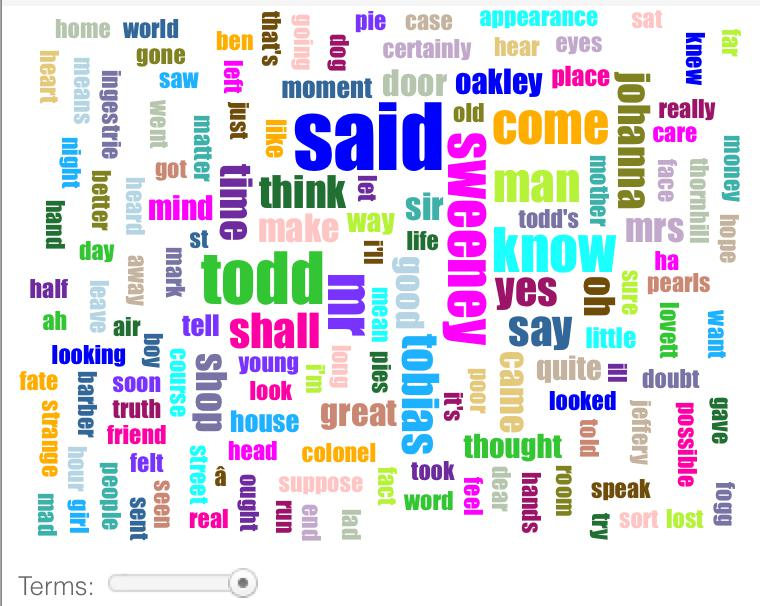 home
world
ben
that's
going
dog
pie
case
appearance
sat
far
gone
certainly
hear
eyes
knew
heart
means
ingestrie
saw
left
moment
door
oakley
place
johanna
went
just
like
said
old
come
really
care
night
matter
got
time
think
let
sweeney
man
mother
face
thornhill
money
better
heard
mind
make
way
sir
todd's
mrs
hope
hand
st
day
i'll
life
know
ha
away
mark
todd
mr
good
yes
oh
sure
pearls
half
leave
mean
ah
air
tell
shall
say
little
lovett
want
looking
boy
course
young
i'm
long
pies
tobias
came
quite
ill
doubt
fate
barber
soon
shop
look
it's
poor
looked
strange
truth
house
great
told
jeffery
possible
gave
friend
hour
felt
street
head
colonel
thought
people
seen
â
ought
suppose
fact
took
feel
dear
hands
room
speak
fogg
mad
girl
sent
real
run
end
lad
word
try
sort
lost
Terms: